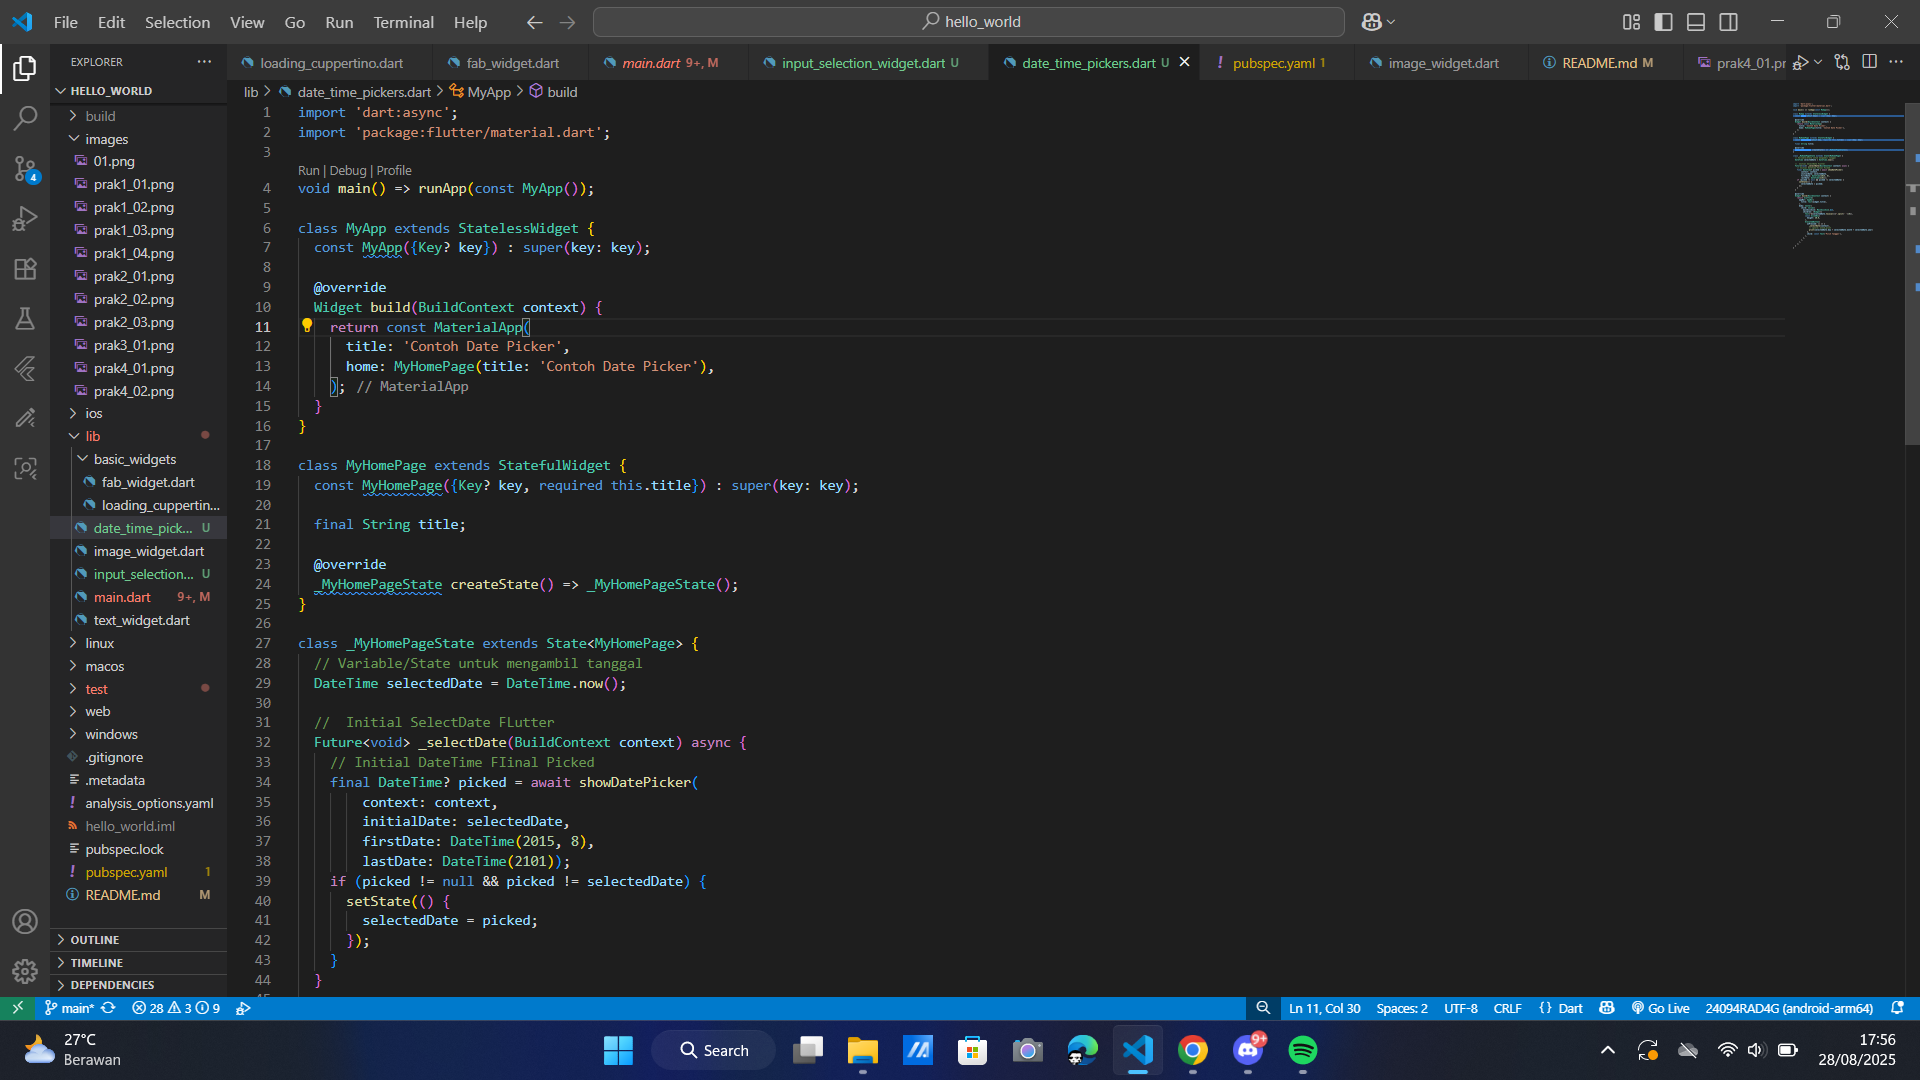 File Edit Selection View Go Run Terminal Help
hello_world
EXPLORER
loading_cuppertino.dart
fab_widget.dart
main.dart 9+, M
input_selection_widget.dart U
date_time_pickers.dart U
pubspec.yaml 1
image_widget.dart
README.md M
prak4_01.pr
HELLO_WORLD
build
images
01.png
prak1_01.png
prak1_02.png
prak1_03.png
prak1_04.png
prak2_01.png
prak2_02.png
prak2_03.png
prak3_01.png
prak4_01.png
prak4_02.png
ios
lib
basic_widgets
fab_widget.dart
loading_cuppertin...
date_time_pick... U
image_widget.dart
input_selection... U
main.dart 9+, M
text_widget.dart
linux
macos
test
web
windows
.gitignore
.metadata
analysis_options.yaml
hello_world.iml
pubspec.lock
pubspec.yaml 1
README.md M
OUTLINE
TIMELINE
DEPENDENCIES
4
lib > date_time_pickers.dart > MyApp > build
1 import 'dart:async';
2 import 'package:flutter/material.dart';
3
Run | Debug | Profile
4 void main() => runApp(const MyApp());
5
6 class MyApp extends StatelessWidget {
7 const MyApp({Key? key}) : super(key: key);
8
9 @override
10 Widget build(BuildContext context) {
11 return const MaterialApp(
12 title: 'Contoh Date Picker',
13 home: MyHomePage(title: 'Contoh Date Picker'),
14 ); // MaterialApp
15 }
16 }
17
18 class MyHomePage extends StatefulWidget {
19 const MyHomePage({Key? key, required this.title}) : super(key: key);
20
21 final String title;
22
23 @override
24 _MyHomePageState createState() => _MyHomePageState();
25 }
26
27 class _MyHomePageState extends State<MyHomePage> {
28 // Variable/State untuk mengambil tanggal
29 DateTime selectedDate = DateTime.now();
30
31 //  Initial SelectDate FLutter
32 Future<void> _selectDate(BuildContext context) async {
33 // Initial DateTime FIinal Picked
34 final DateTime? picked = await showDatePicker(
35 context: context,
36 initialDate: selectedDate,
37 firstDate: DateTime(2015, 8),
38 lastDate: DateTime(2101));
39 if (picked != null && picked != selectedDate) {
40 setState(() {
41 selectedDate = picked;
42 });
43 }
44 }
main* 28 3 9
Ln 11, Col 30 Spaces: 2 UTF-8 CRLF {} Dart Go Live 24094RAD4G (android-arm64)
27°C
Berawan
Search
9+
17:56
28/08/2025